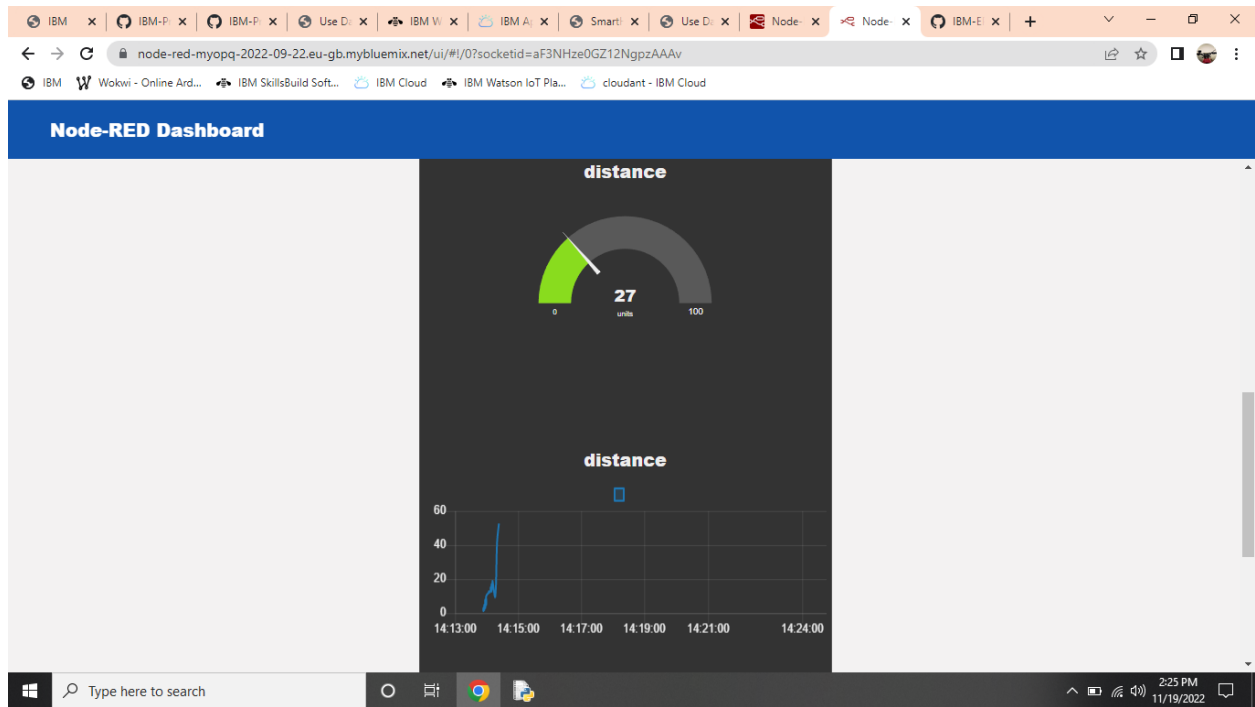 IBM
IBM-P
IBM-P
Use Da
IBM W
IBM Ap
Smart
Use Da
Node-
Node-
IBM-E
node-red-myopq-2022-09-22.eu-gb.mybluemix.net/ui/#!/0?socketid=aF3NHze0GZ12NgpzAAAv
IBM Wokwi - Online Ard... IBM SkillsBuild Soft... IBM Cloud IBM Watson IoT Pla... cloudant - IBM Cloud
Node-RED Dashboard
distance
27
0 units 100
distance
60
40
20
0
14:13:00 14:15:00 14:17:00 14:19:00 14:21:00 14:24:00
Type here to search
2:25 PM
11/19/2022